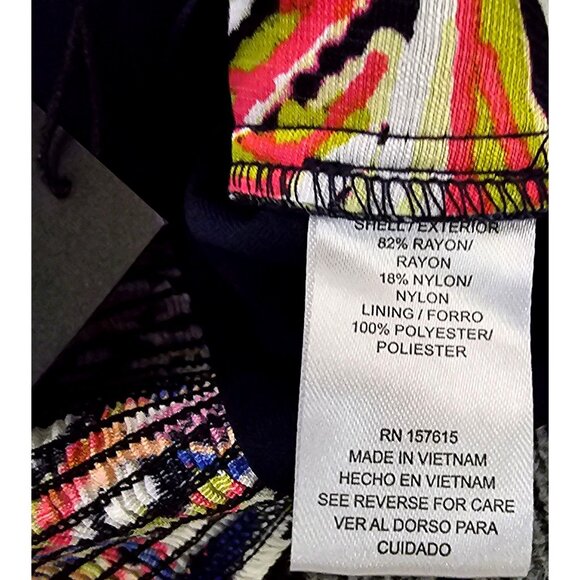 SHELL/EXTERIOR
82% RAYON/
RAYON
18% NYLON/
NYLON
LINING / FORRO
100% POLYESTER/
POLIESTER
RN 157615
MADE IN VIETNAM
HECHO EN VIETNAM
SEE REVERSE FOR CARE
VER AL DORSO PARA
CUIDADO